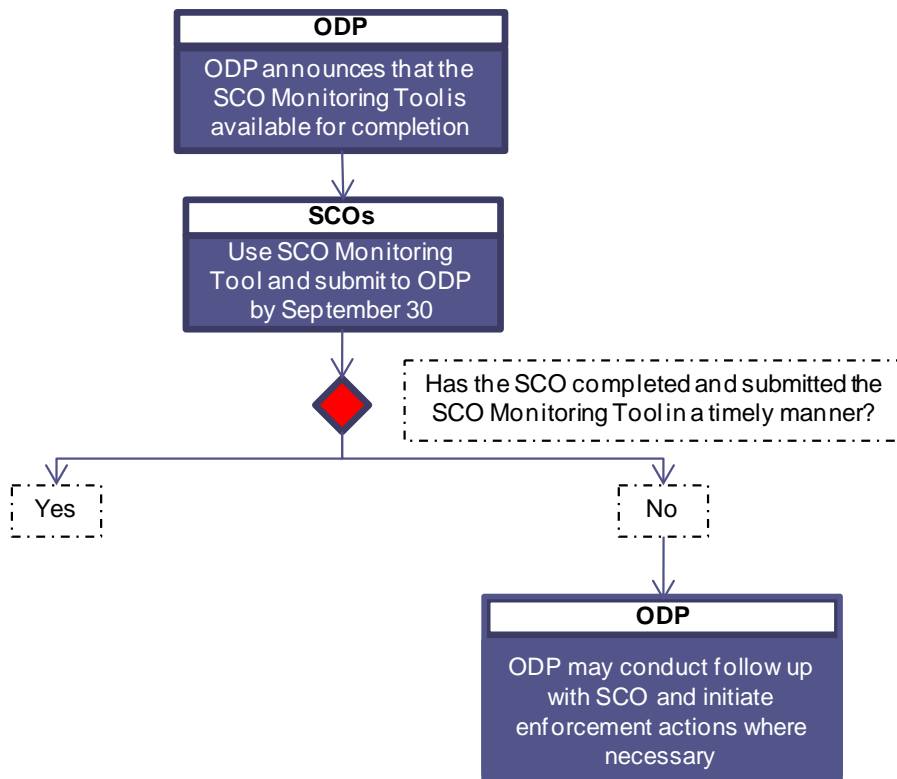 ODP
ODP announces that the
SCO Monitoring Tool is
available for completion
SCOs
Use SCO Monitoring
Tool and submit to ODP
by September 30
Has the SCO completed and submitted the
SCO Monitoring Tool in a timely manner?
Yes
No
ODP
ODP may conduct follow up
with SCO and initiate
enforcement actions where
necessary